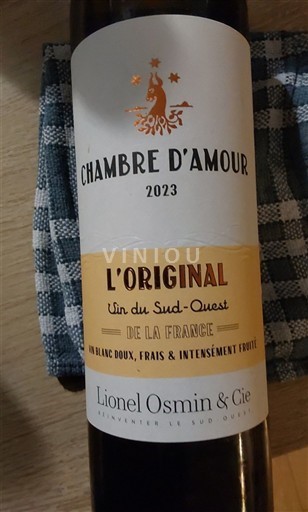 CHAMBRE D'AMOUR
2023
VINIOU
L'ORIGINAL
Vin du Sud-Ouest
DE LA FRANCE
VIN BLANC DOUX, FRAIS & INTENSÉMENT FRUITÉ
Lionel Osmin & Cie
RÉINVENTER LE SUD-OUEST